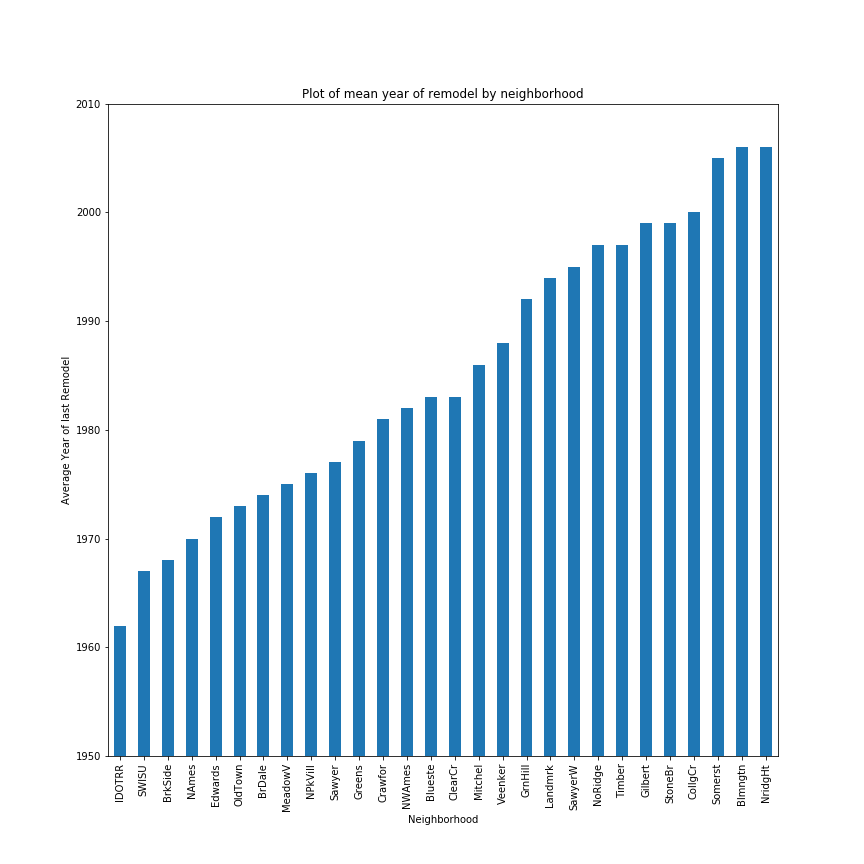 Plot of mean year of remodel by neighborhood
Average Year of last Remodel
2010
2000
1990
1980
1970
1960
1950
IDOTRR
SWISU
BrkSide
NAmes
Edwards
OldTown
BrDale
MeadowV
NPkVill
Sawyer
Greens
Crawfor
NWAmes
Blueste
ClearCr
Mitchel
Veenker
GrnHill
Landmrk
SawyerW
NoRidge
Timber
Gilbert
StoneBr
CollgCr
Somerst
Blmngtn
NridgHt
Neighborhood